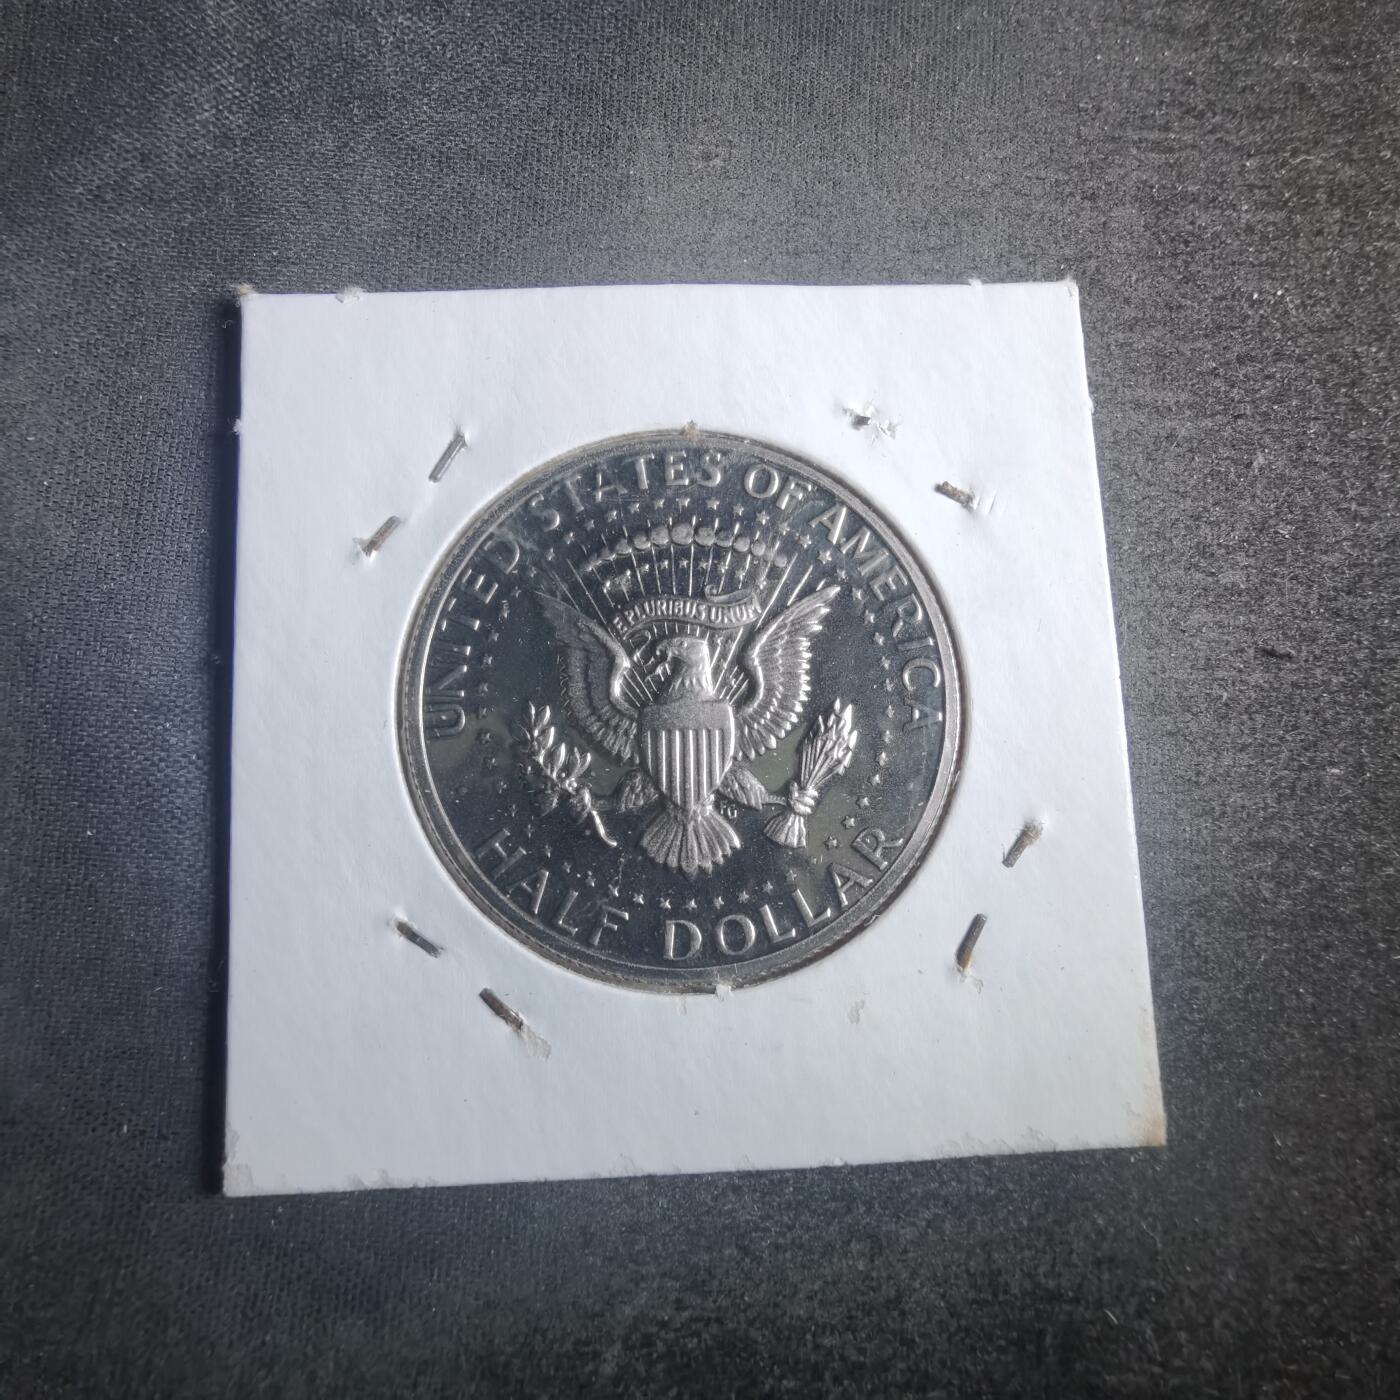 UNITED STATES OF AMERICA
E PLURIBUS UNUM
HALF DOLLAR